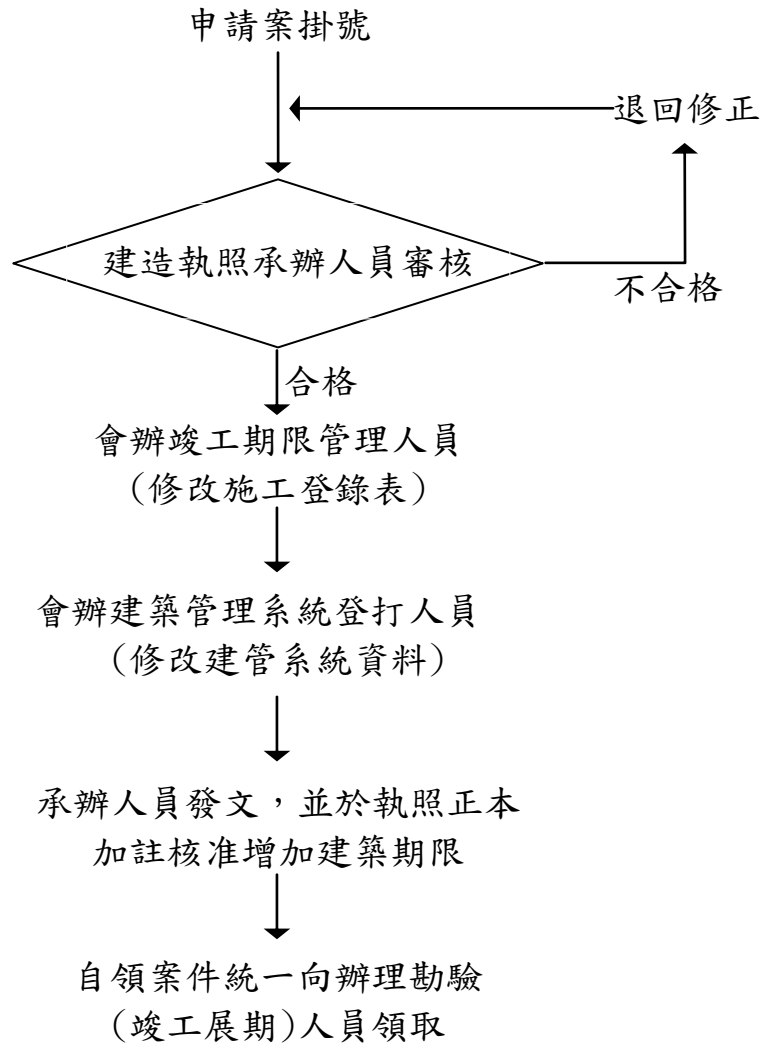 申請案掛號
退回修正
建造執照承辦人員審核
不合格
合格
會辦竣工期限管理人員
(修改施工登錄表)
會辦建築管理系統登打人員
(修改建管系統資料)
承辦人員發文，並於執照正本
加註核准增加建築期限
自領案件統一向辦理勘驗
(竣工展期)人員領取